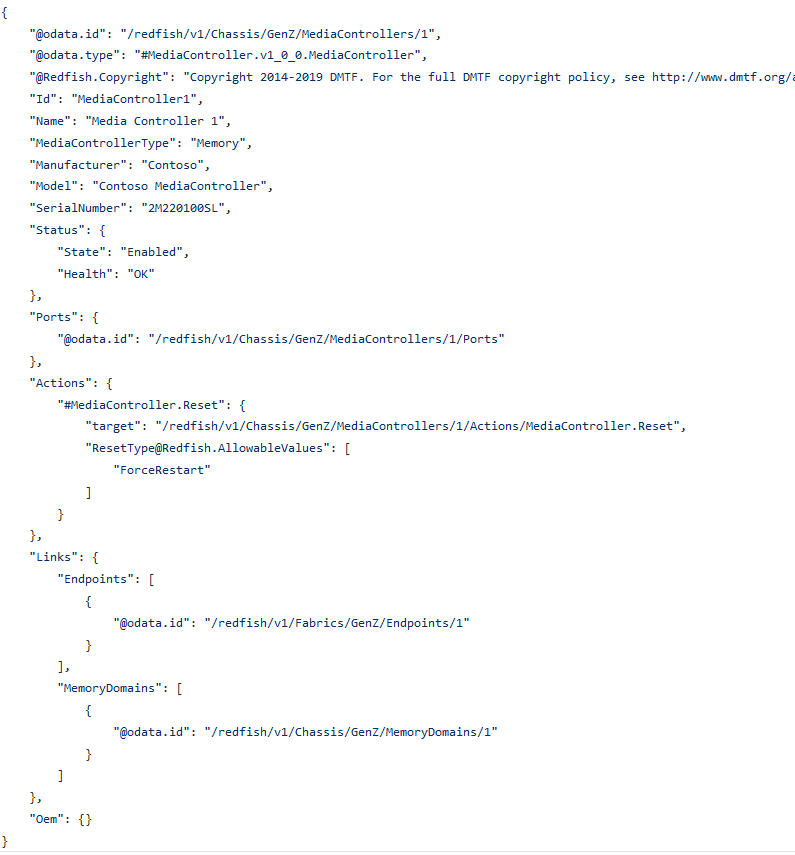 {
    "@odata.id": "/redfish/v1/Chassis/GenZ/MediaControllers/1",
    "@odata.type": "#MediaController.v1_0_0.MediaController",
    "@Redfish.Copyright": "Copyright 2014-2019 DMTF. For the full DMTF copyright policy, see http://www.dmtf.org/a
    "Id": "MediaController1",
    "Name": "Media Controller 1",
    "MediaControllerType": "Memory",
    "Manufacturer": "Contoso",
    "Model": "Contoso MediaController",
    "SerialNumber": "2M220100SL",
    "Status": {
        "State": "Enabled",
        "Health": "OK"
    },
    "Ports": {
        "@odata.id": "/redfish/v1/Chassis/GenZ/MediaControllers/1/Ports"
    },
    "Actions": {
        "#MediaController.Reset": {
            "target": "/redfish/v1/Chassis/GenZ/MediaControllers/1/Actions/MediaController.Reset",
            "ResetType@Redfish.AllowableValues": [
                "ForceRestart"
            ]
        }
    },
    "Links": {
        "Endpoints": [
            {
                "@odata.id": "/redfish/v1/Fabrics/GenZ/Endpoints/1"
            }
        ],
        "MemoryDomains": [
            {
                "@odata.id": "/redfish/v1/Chassis/GenZ/MemoryDomains/1"
            }
        ]
    },
    "Oem": {}
}